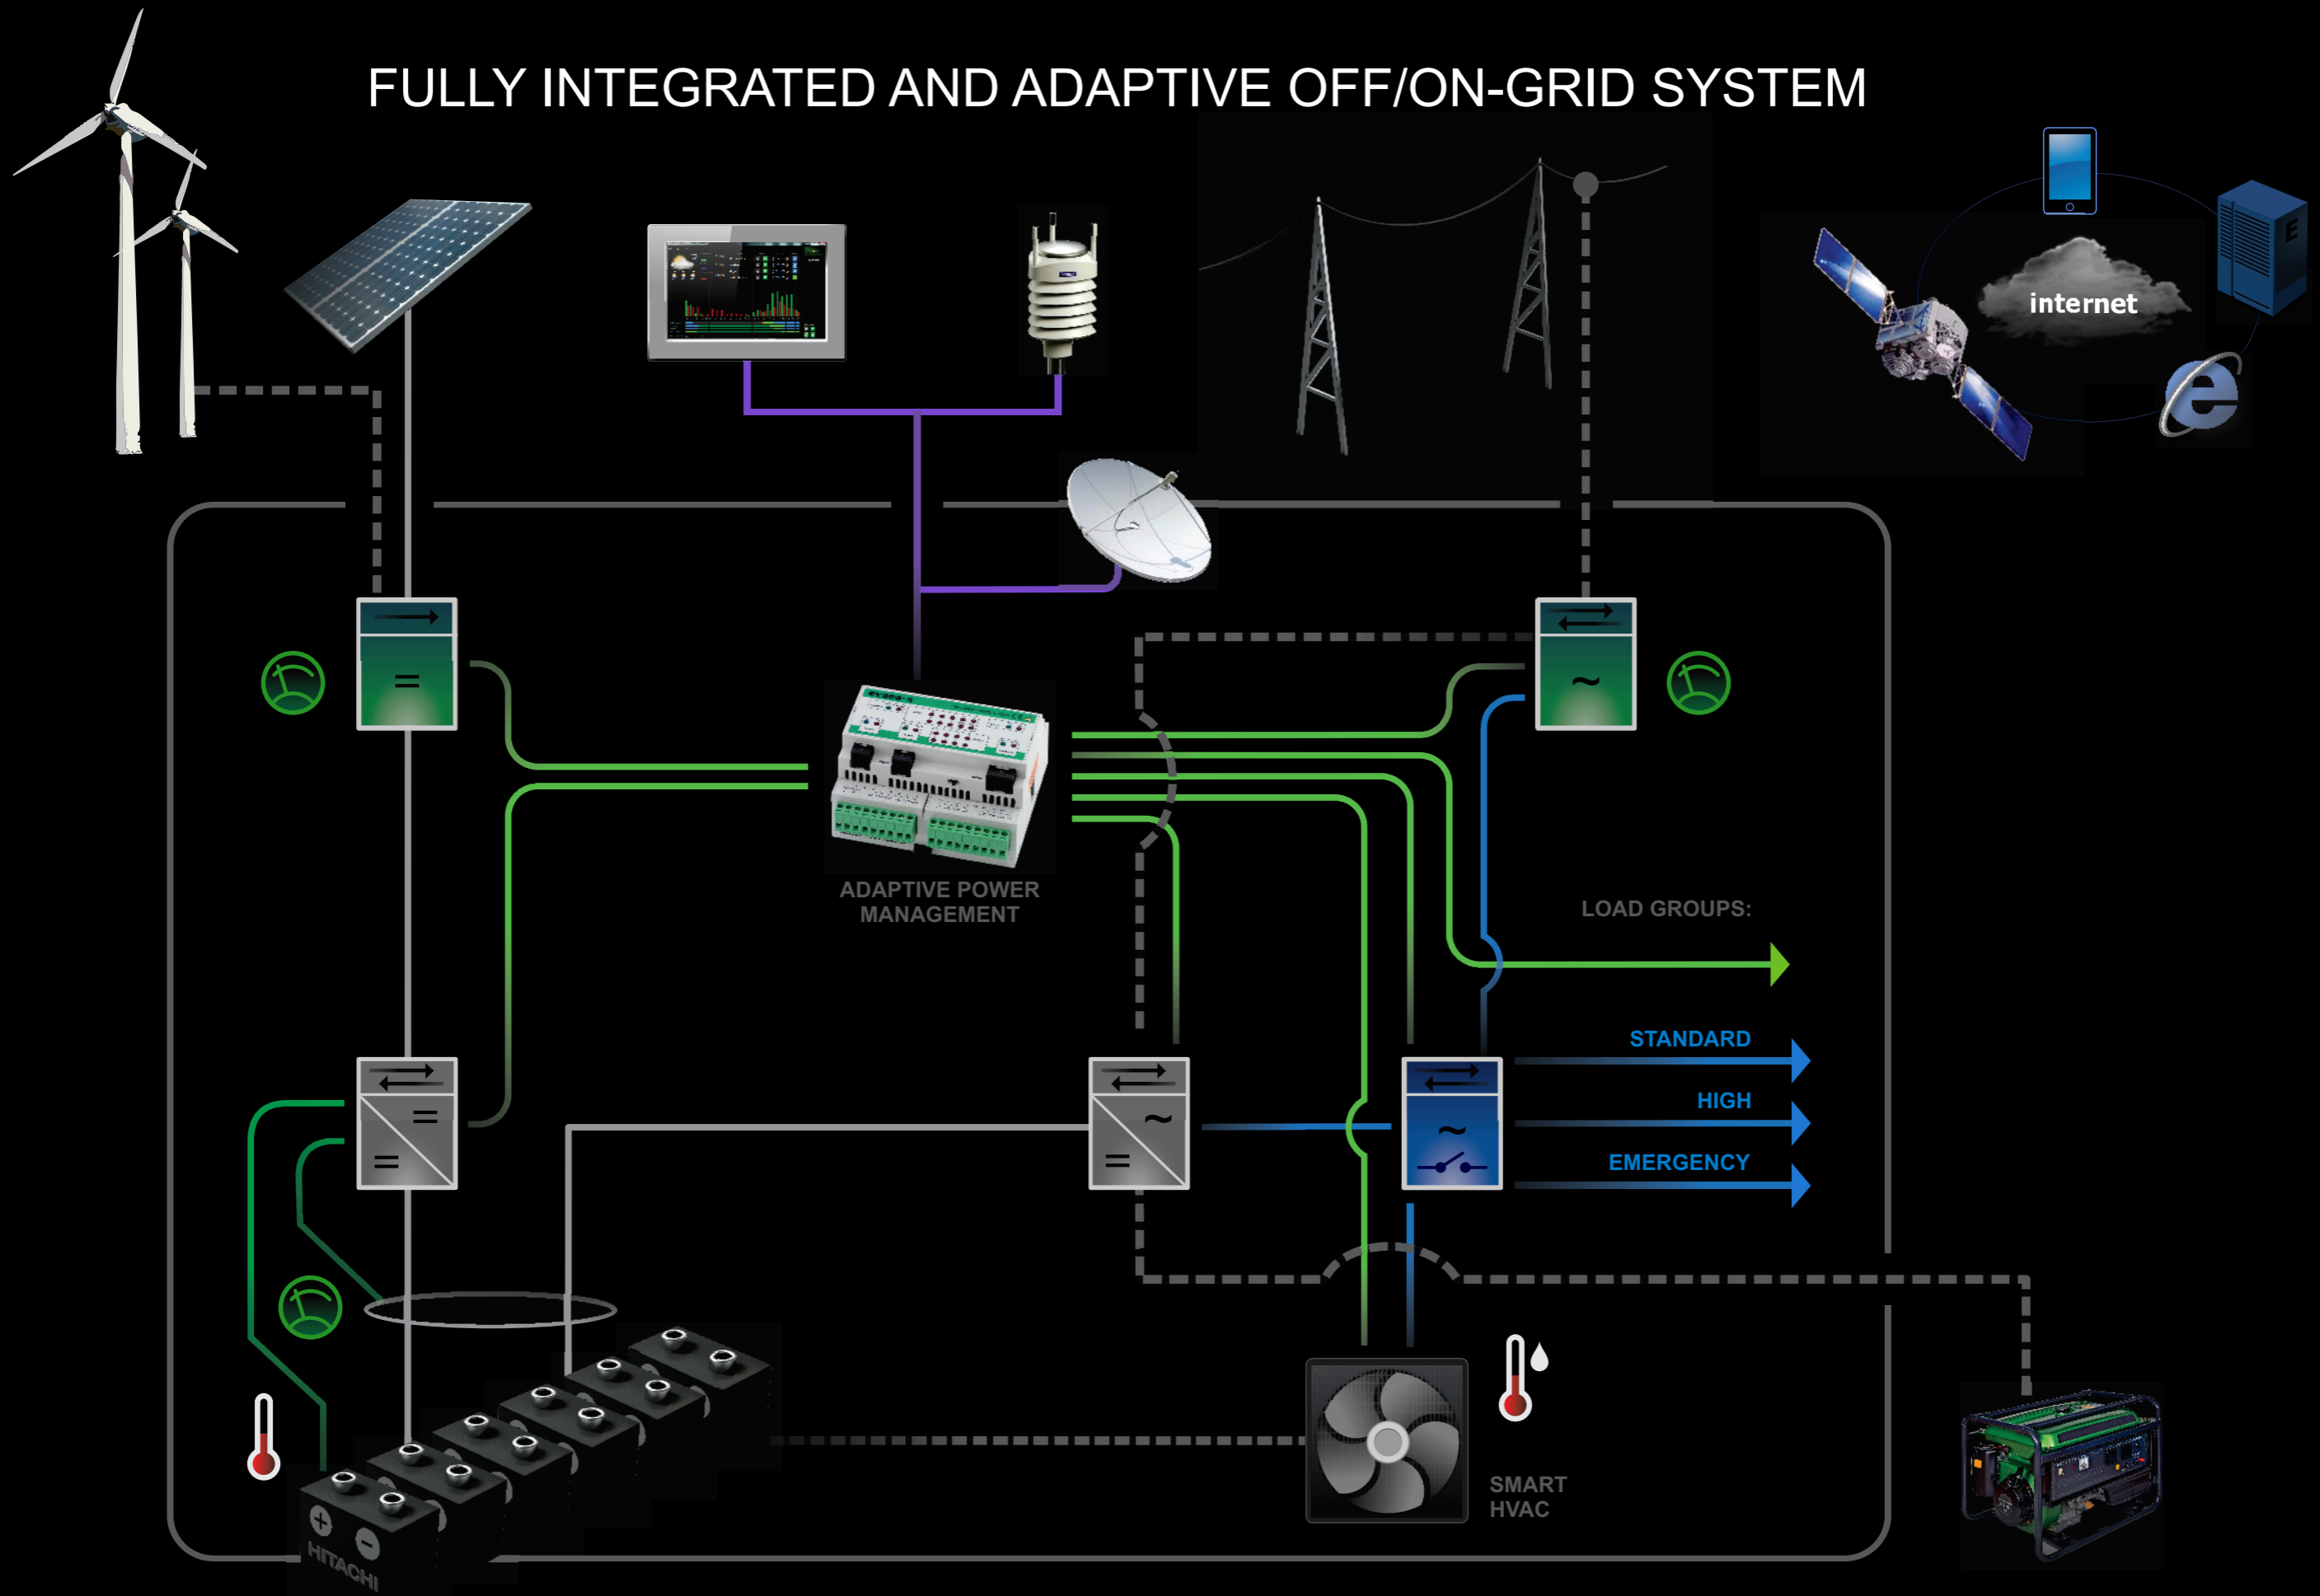 FULLY INTEGRATED AND ADAPTIVE OFF/ON-GRID SYSTEM
internet
E
e
ADAPTIVE POWER
MANAGEMENT
LOAD GROUPS:
STANDARD
HIGH
EMERGENCY
SMART
HVAC
HITACHI